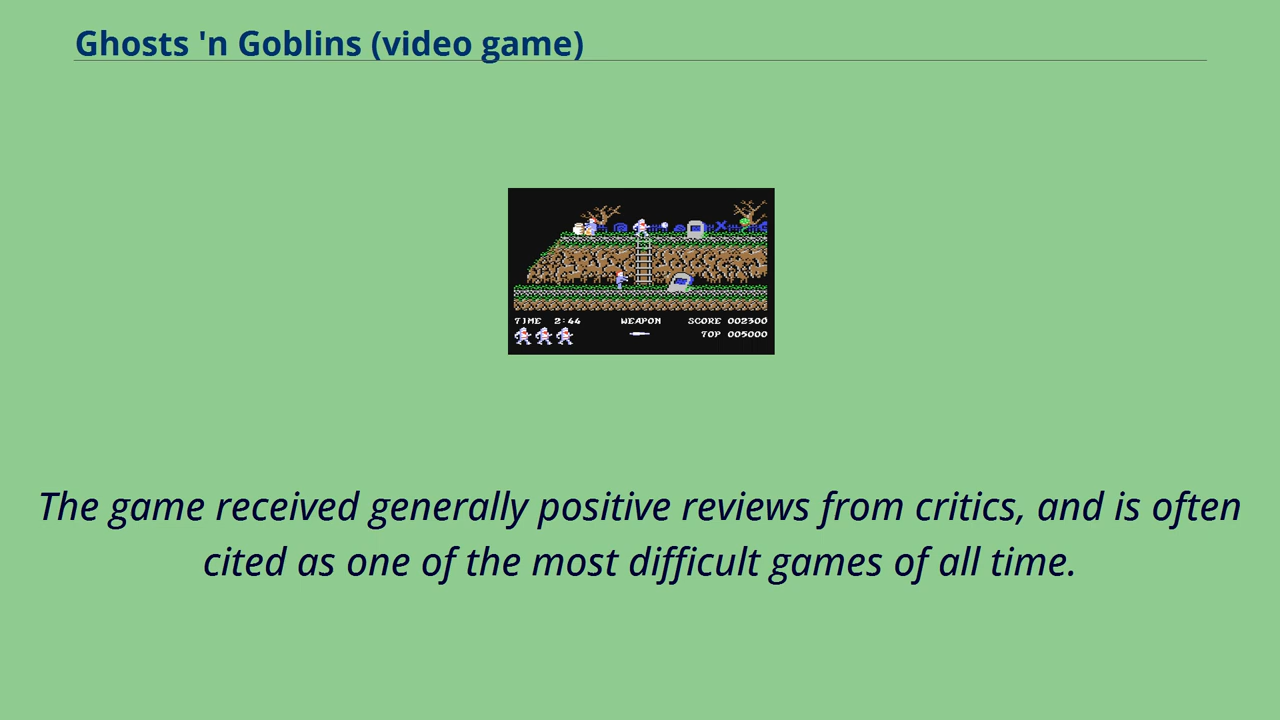 Ghosts 'n Goblins (video game)
TIME 2:44 WEAPON SCORE 002300
TOP 005000
The game received generally positive reviews from critics, and is often
cited as one of the most difficult games of all time.